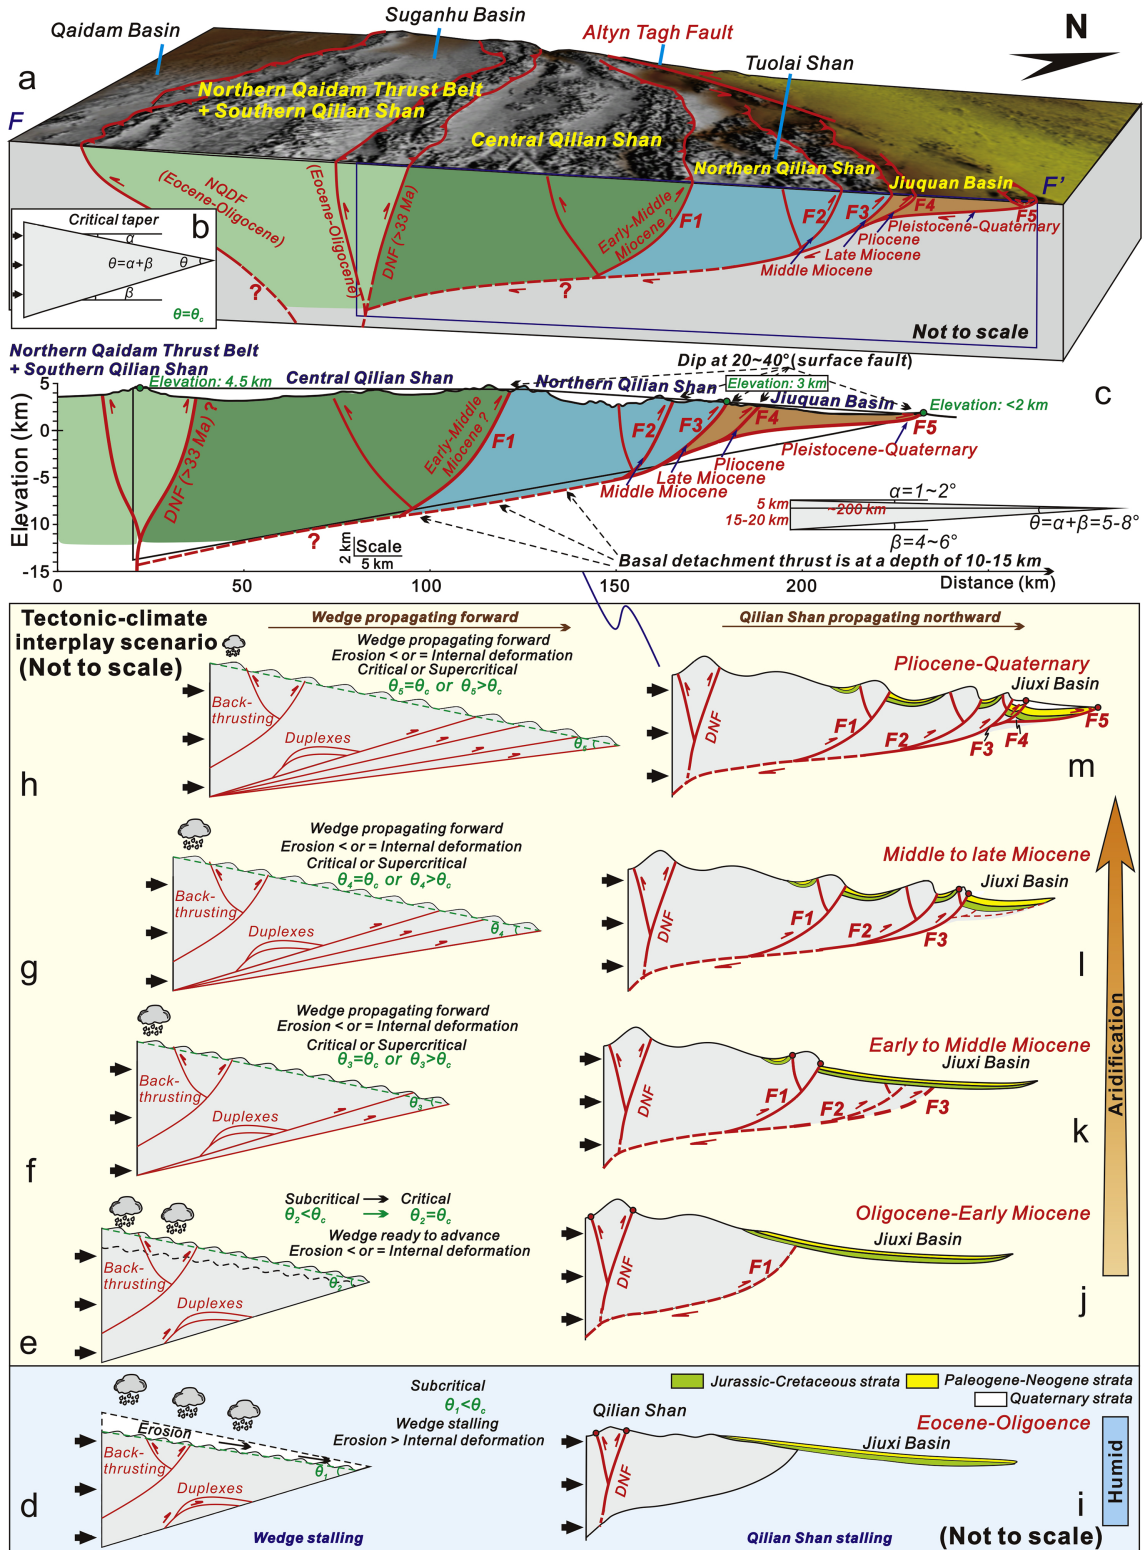 Qaidam Basin
Suganhu Basin
Altyn Tagh Fault
Tuolai Shan
N
a
Northern Qaidam Thrust Belt
+ Southern Qilian Shan
Central Qilian Shan
Northern Qilian Shan
Jiuquan Basin
F
F'
NQDF
(Eocene-Oligocene)
(Eocene-Oligocene)
DNF (>33 Ma)
Early-Middle
Miocene ?
F1
F2
F3
F4
F5
Pleistocene-Quaternary
Pliocene
Late Miocene
Middle Miocene
?
?
Not to scale
Critical taper
b
α
θ=α+β
θ
β
θ=θc
Northern Qaidam Thrust Belt
+ Southern Qilian Shan
Elevation: 4.5 km
Central Qilian Shan
Northern Qilian Shan
Dip at 20~40° (surface fault)
Elevation: 3 km
Jiuquan Basin
Elevation: <2 km
c
Elevation (km)
5
0
-5
10
-15
DNF (>33 Ma) ?
Early-Middle
Miocene ?
F1
F2
F3
F4
F5
Pleistocene-Quaternary
Pliocene
Late Miocene
Middle Miocene
?
2 km
Scale
5 km
α=1~2°
5 km
~200 km
15-20 km
θ=α+β=5-8°
β=4~6°
Basal detachment thrust is at a depth of 10-15 km
0
50
100
150
200
Distance (km)
Tectonic-climate
interplay scenario
(Not to scale)
Wedge propagating forward
Qilian Shan propagating northward
Wedge propagating forward
Erosion < or = Internal deformation
Critical or Supercritical
θ5=θc or θ5>θc
Back-
thrusting
Duplexes
θ5
h
Pliocene-Quaternary
Jiuxi Basin
DNF
F1
F2
F3
F4
F5
m
Wedge propagating forward
Erosion < or = Internal deformation
Critical or Supercritical
θ4=θc or θ4>θc
Back-
thrusting
Duplexes
θ4
g
Middle to late Miocene
Jiuxi Basin
DNF
F1
F2
F3
l
Wedge propagating forward
Erosion < or = Internal deformation
Critical or Supercritical
θ3=θc or θ3>θc
Back-
thrusting
Duplexes
θ3
f
Early to Middle Miocene
Jiuxi Basin
DNF
F1
F2
F3
k
Aridification
Subcritical
Critical
θ2<θc
θ2=θc
Wedge ready to advance
Erosion < or = Internal deformation
Back-
thrusting
Duplexes
θ2
e
Oligocene-Early Miocene
Jiuxi Basin
DNF
F1
j
Subcritical
θ1<θc
Wedge stalling
Erosion > Internal deformation
Erosion
Back-
thrusting
Duplexes
θ1
d
Wedge stalling
Jurassic-Cretaceous strata
Paleogene-Neogene strata
Quaternary strata
Qilian Shan
Eocene-Oligoence
Jiuxi Basin
DNF
i
Humid
Qilian Shan stalling
(Not to scale)